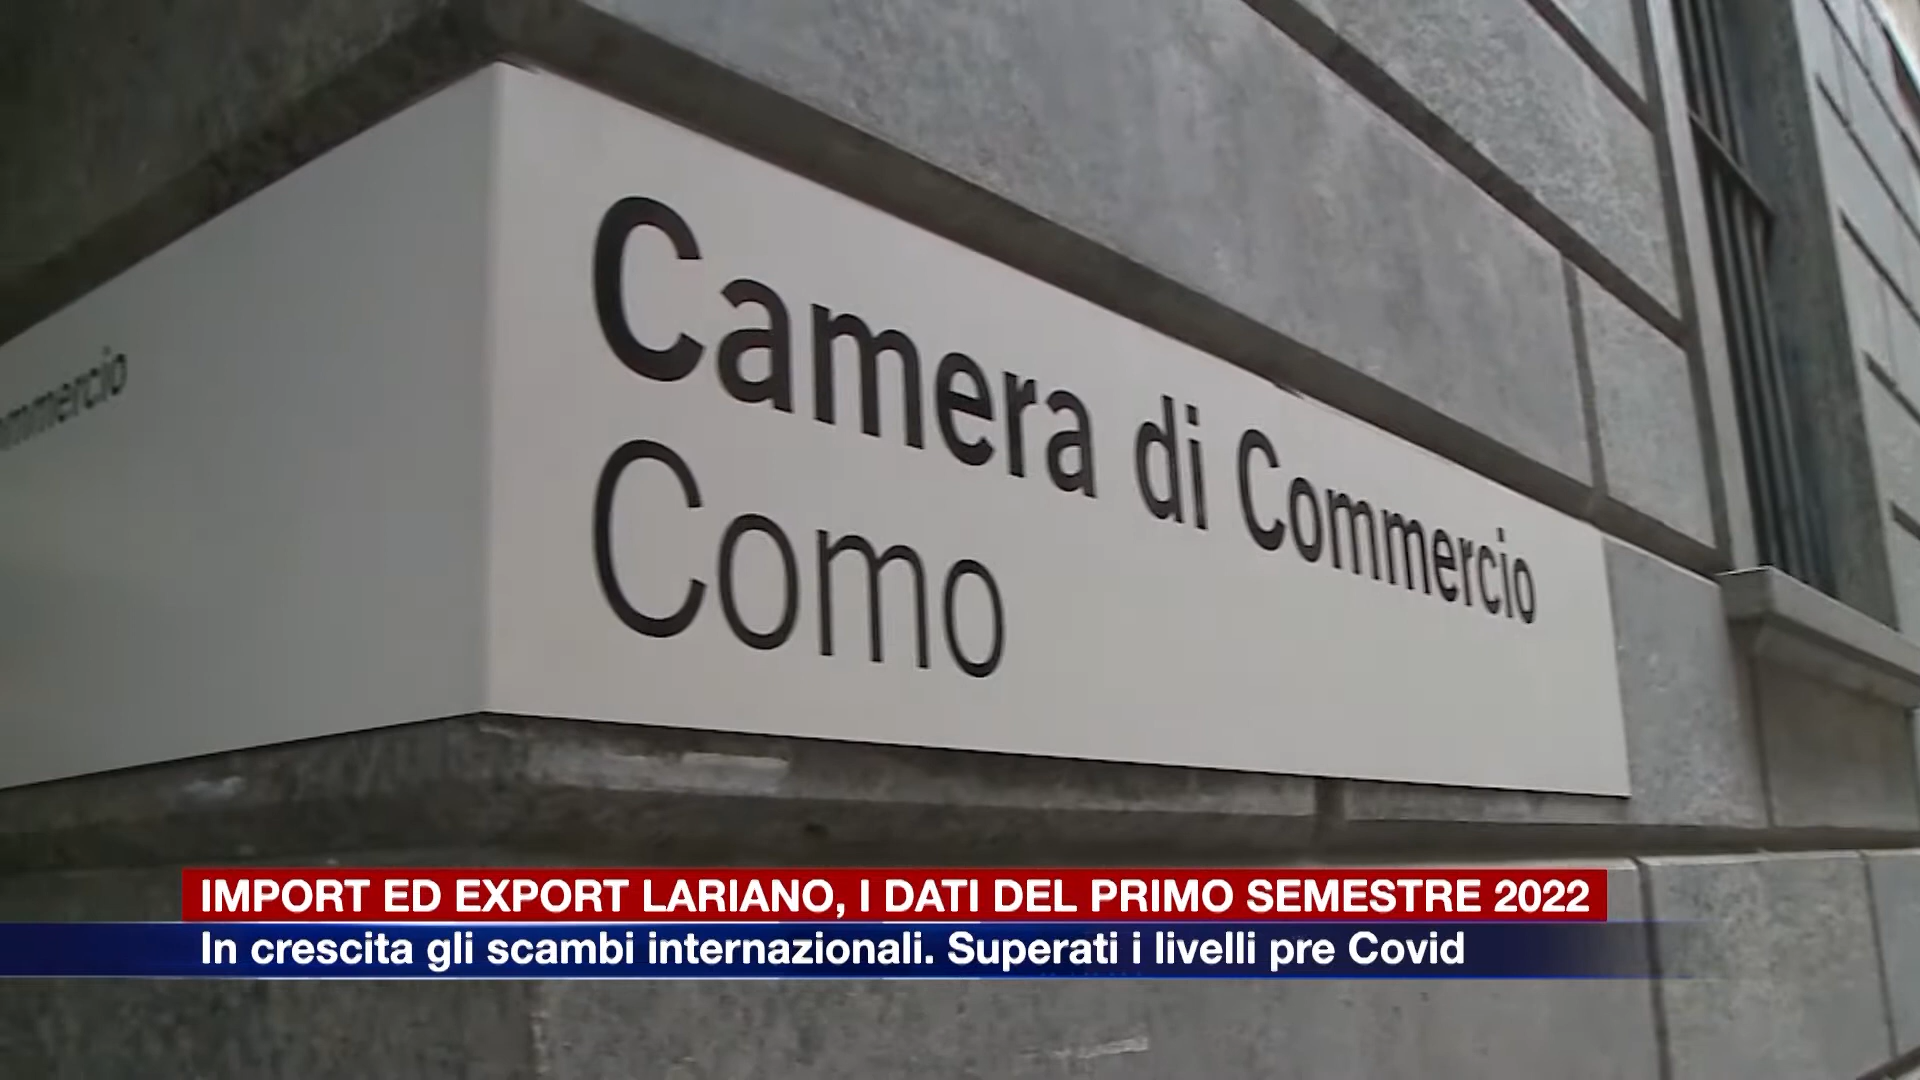 Camera di Commercio
Como
IMPORT ED EXPORT LARIANO, I DATI DEL PRIMO SEMESTRE 2022
In crescita gli scambi internazionali. Superati i livelli pre Covid